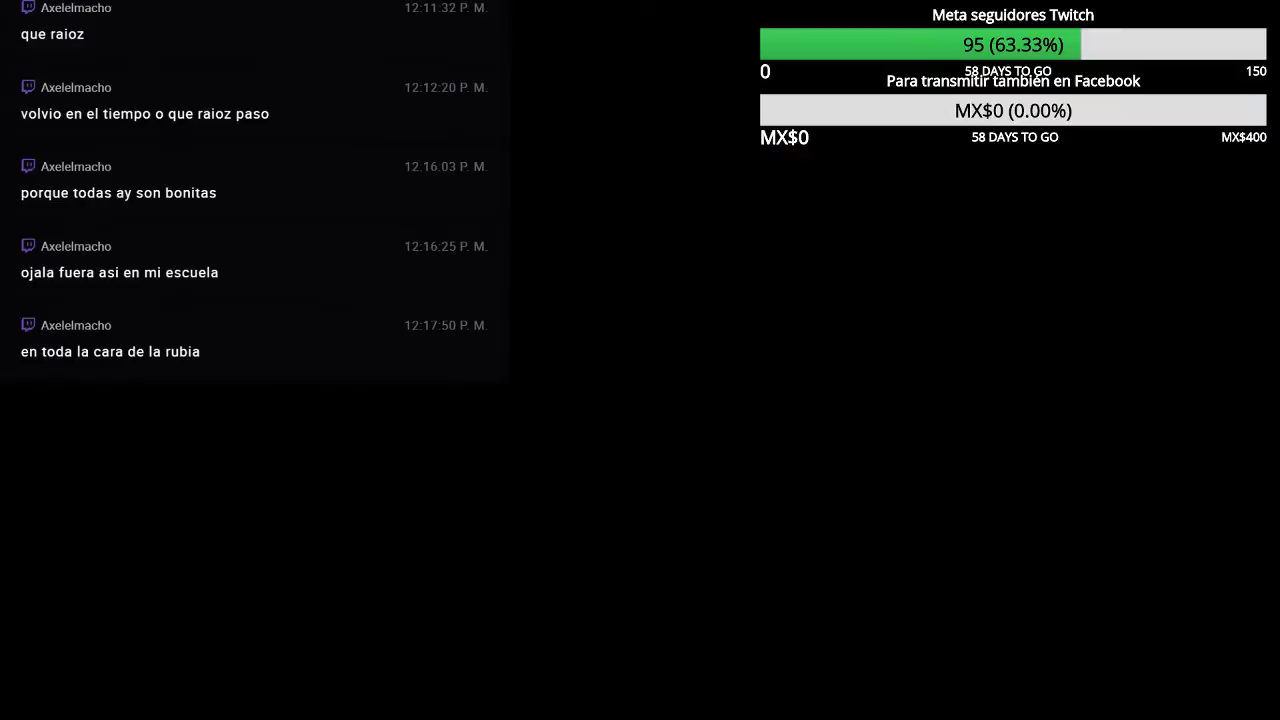 Axelelmacho 12:11:32 P. M.
que raioz
Axelelmacho 12:12:20 P. M.
volvio en el tiempo o que raioz paso
Axelelmacho 12:16:03 P. M.
porque todas ay son bonitas
Axelelmacho 12:16:25 P. M.
ojala fuera asi en mi escuela
Axelelmacho 12:17:50 P. M.
en toda la cara de la rubia
Meta seguidores Twitch
95 (63.33%)
0 58 DAYS TO GO 150
Para transmitir también en Facebook
MX$0 (0.00%)
MX$0 58 DAYS TO GO MX$400